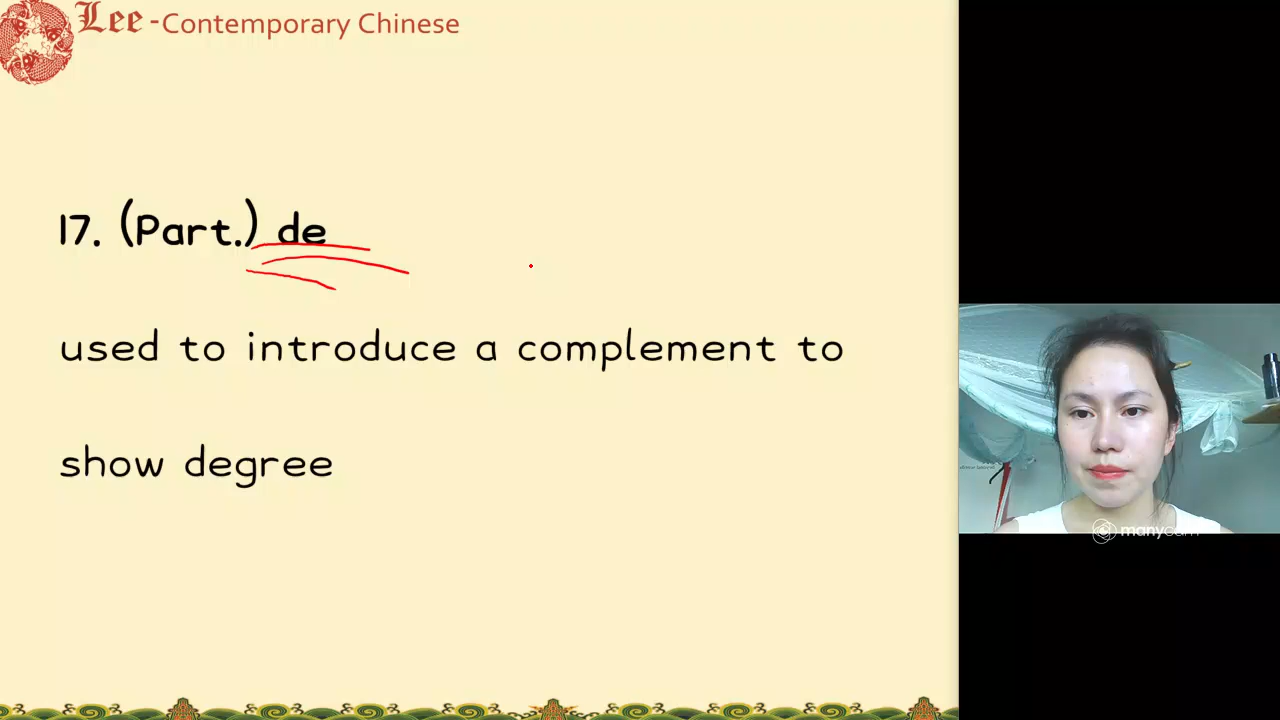 Lee -Contemporary Chinese
17. (Part.) de
used to introduce a complement to
show degree
manycam